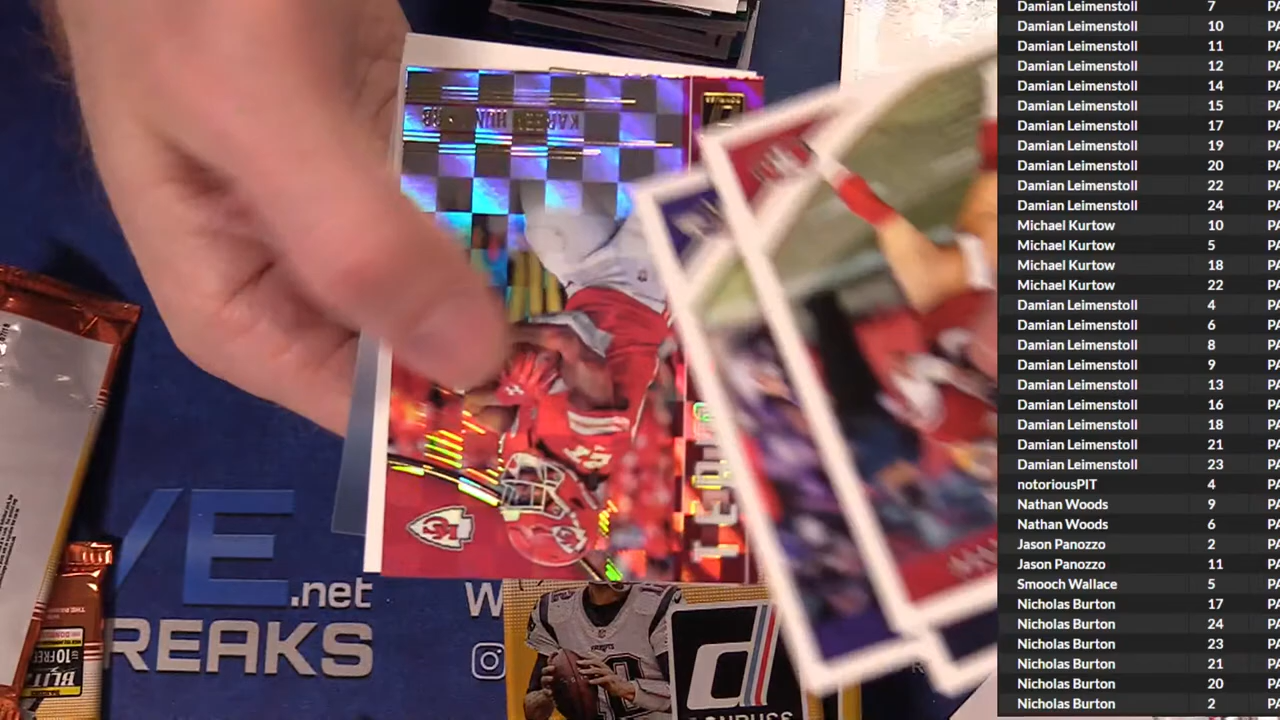 Damian Leimenstoll 7 PA
Damian Leimenstoll 10 PA
Damian Leimenstoll 11 PA
Damian Leimenstoll 12 PA
Damian Leimenstoll 14 PA
Damian Leimenstoll 15 PA
Damian Leimenstoll 17 PA
Damian Leimenstoll 19 PA
Damian Leimenstoll 20 PA
Damian Leimenstoll 22 PA
Damian Leimenstoll 24 PA
Michael Kurtow 10 PA
Michael Kurtow 5 PA
Michael Kurtow 18 PA
Michael Kurtow 22 PA
Damian Leimenstoll 4 PA
Damian Leimenstoll 6 PA
Damian Leimenstoll 8 PA
Damian Leimenstoll 9 PA
Damian Leimenstoll 13 PA
Damian Leimenstoll 16 PA
Damian Leimenstoll 18 PA
Damian Leimenstoll 21 PA
Damian Leimenstoll 23 PA
notoriousPIT 4 PA
Nathan Woods 9 PA
Nathan Woods 6 PA
Jason Panozzo 2 PA
Jason Panozzo 11 PA
Smooch Wallace 5 PA
Nicholas Burton 17 PA
Nicholas Burton 24 PA
Nicholas Burton 23 PA
Nicholas Burton 21 PA
Nicholas Burton 20 PA
Nicholas Burton 2 PA
VE.net
REAKS
W
10 FREE
BLITZ
PATRIOTS
12
DONRUSS